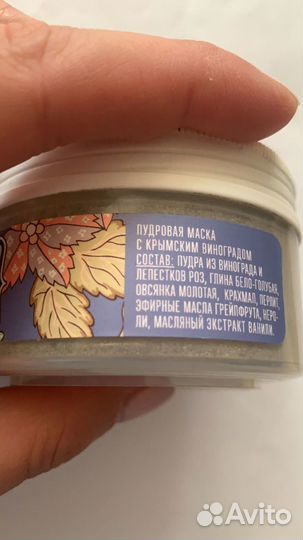 ПУДРОВАЯ МАСКА
С КРЫМСКИМ ВИНОГРАДОМ
СОСТАВ: ПУДРА ИЗ ВИНОГРАДА И
ЛЕПЕСТКОВ РОЗ, ГЛИНА БЕЛО-ГОЛУБАЯ,
ОВСЯНКА МОЛОТАЯ, КРАХМАЛ, ПЕРЛИТ,
ЭФИРНЫЕ МАСЛА ГРЕЙПФРУТА, НЕРО-
ЛИ, МАСЛЯНЫЙ ЭКСТРАКТ ВАНИЛИ.
Avito